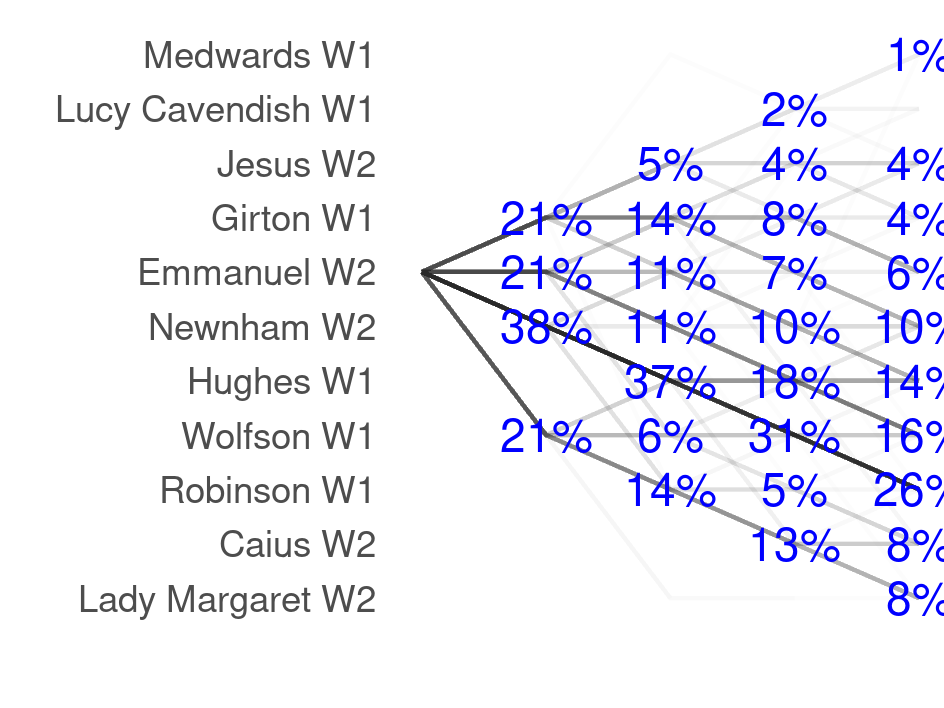 Medwards W1 1%
Lucy Cavendish W1 2%
Jesus W2 5% 4% 4%
Girton W1 21% 14% 8% 4%
Emmanuel W2 21% 11% 7% 6%
Newnham W2 38% 11% 10% 10%
Hughes W1 37% 18% 14%
Wolfson W1 21% 6% 31% 16%
Robinson W1 14% 5% 26%
Caius W2 13% 8%
Lady Margaret W2 8%